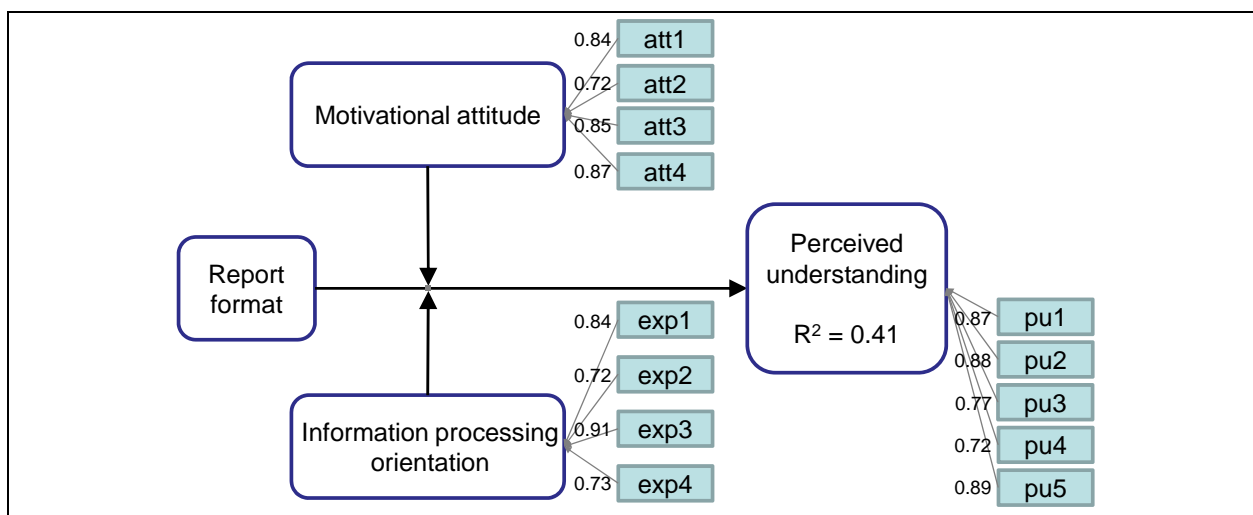 Motivational attitude
0.84
att1
0.72
att2
0.85
att3
0.87
att4
Report
format
Perceived
understanding
R² = 0.41
Information processing
orientation
0.84
exp1
0.72
exp2
0.91
exp3
0.73
exp4
0.87
pu1
0.88
pu2
0.77
pu3
0.72
pu4
0.89
pu5